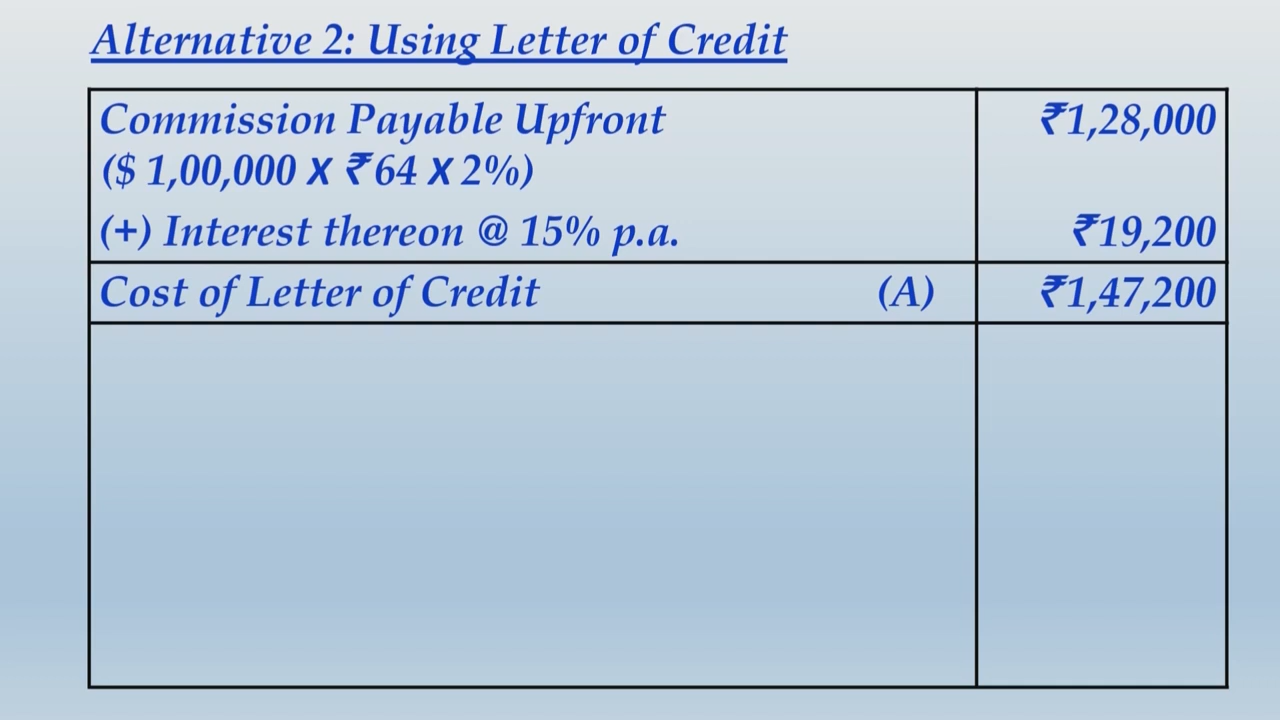 Alternative 2: Using Letter of Credit
Commission Payable Upfront ₹1,28,000
($ 1,00,000 X ₹64 X 2%)
(+) Interest thereon @ 15% p.a. ₹19,200
Cost of Letter of Credit (A) ₹1,47,200